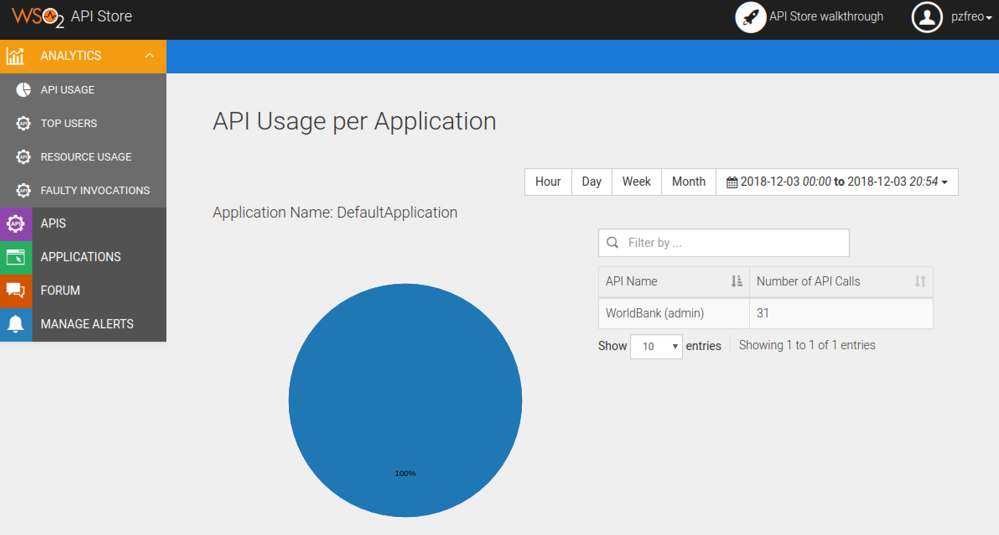 WSO2 API Store
API Store walkthrough
pzfreo
ANALYTICS
API USAGE
TOP USERS
RESOURCE USAGE
FAULTY INVOCATIONS
API APIS
APPLICATIONS
FORUM
MANAGE ALERTS
API Usage per Application
Hour Day Week Month 2018-12-03 00:00 to 2018-12-03 20:54
Application Name: DefaultApplication
Filter by ...
API Name Number of API Calls
WorldBank (admin) 31
Show 10 entries Showing 1 to 1 of 1 entries
100%